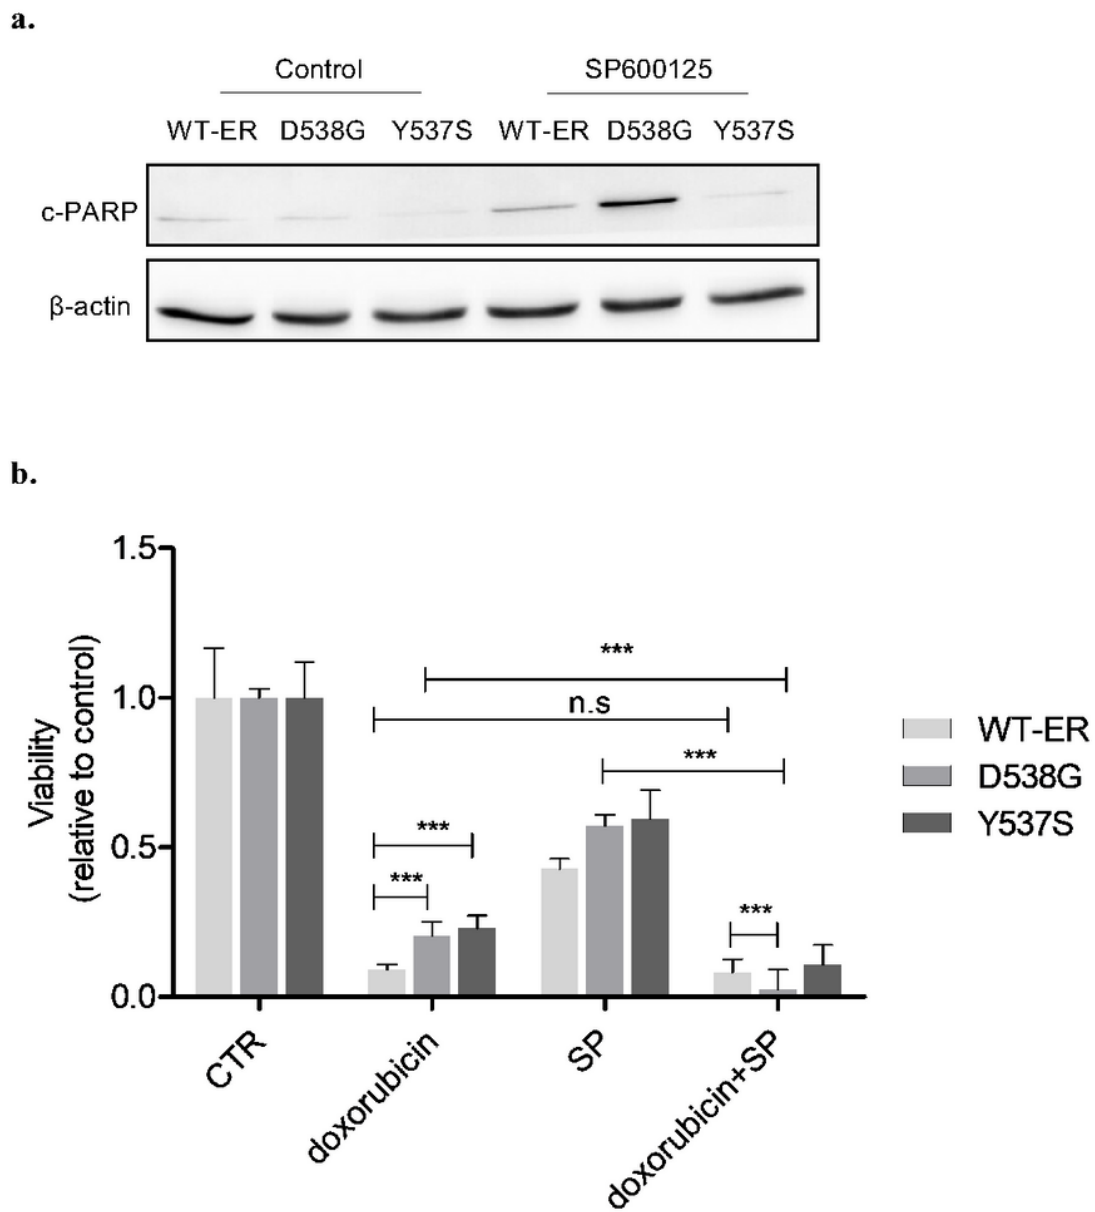 a.
Control
SP600125
WT-ER D538G Y537S WT-ER D538G Y537S
c-PARP
β-actin
b.
Viability
(relative to control)
1.5
1.0
0.5
0.0
***
n.s
***
***
***
***
WT-ER
D538G
Y537S
CTR
doxorubicin
SP
doxorubicin+SP